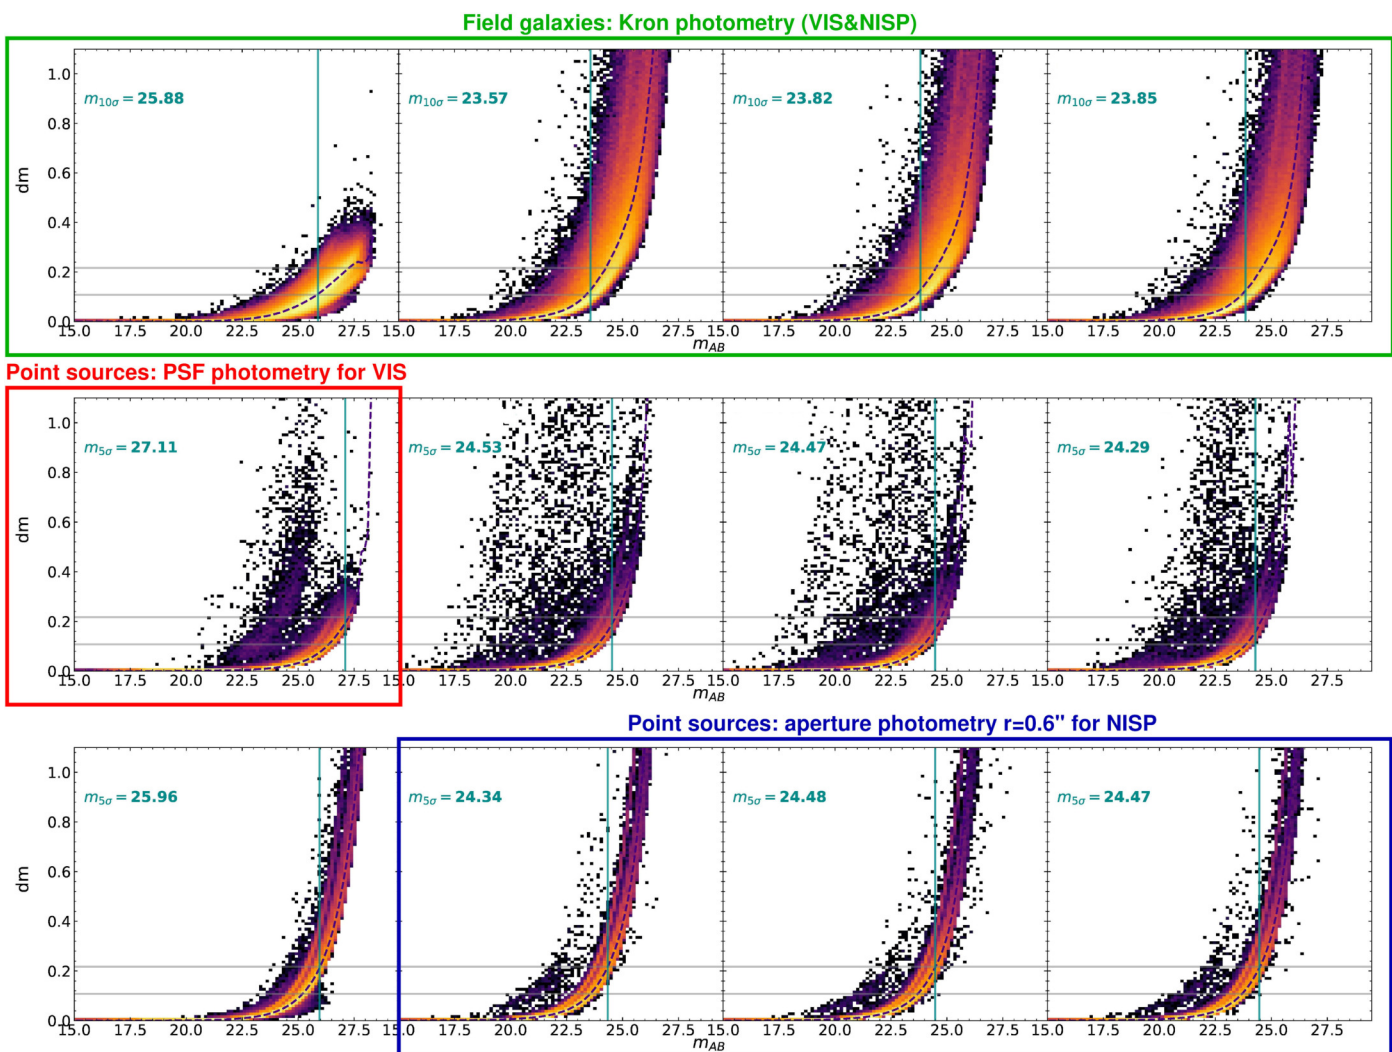 Field galaxies: Kron photometry (VIS&NISP)
dm
1.0
0.8
0.6
0.4
0.2
0.0
m10σ = 25.88
m10σ = 23.57
m10σ = 23.82
m10σ = 23.85
15.0 17.5 20.0 22.5 25.0 27.5 15.0 17.5 20.0 22.5 25.0 27.5 15.0 17.5 20.0 22.5 25.0 27.5 15.0 17.5 20.0 22.5 25.0 27.5
mAB
Point sources: PSF photometry for VIS
dm
1.0
0.8
0.6
0.4
0.2
0.0
m5σ = 27.11
m5σ = 24.53
m5σ = 24.47
m5σ = 24.29
15.0 17.5 20.0 22.5 25.0 27.5 15.0 17.5 20.0 22.5 25.0 27.5 15.0 17.5 20.0 22.5 25.0 27.5 15.0 17.5 20.0 22.5 25.0 27.5
mAB
Point sources: aperture photometry r=0.6" for NISP
dm
1.0
0.8
0.6
0.4
0.2
0.0
m5σ = 25.96
m5σ = 24.34
m5σ = 24.48
m5σ = 24.47
15.0 17.5 20.0 22.5 25.0 27.5 15.0 17.5 20.0 22.5 25.0 27.5 15.0 17.5 20.0 22.5 25.0 27.5 15.0 17.5 20.0 22.5 25.0 27.5
mAB